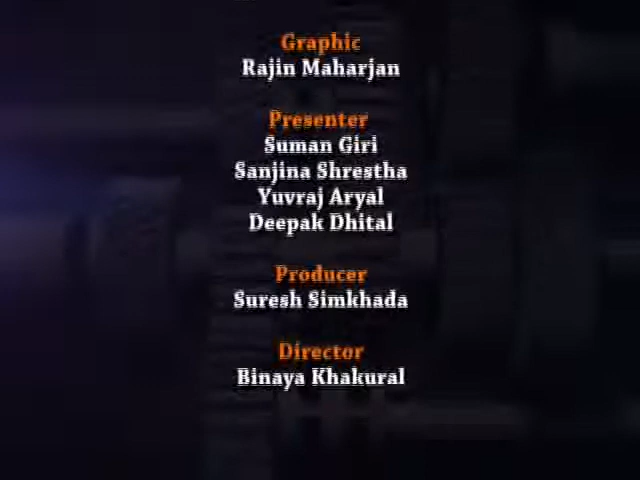 Graphic
Rajin Maharjan
Presenter
Suman Giri
Sanjina Shrestha
Yuvraj Aryal
Deepak Dhital
Producer
Suresh Simkhada
Director
Binaya Khakural